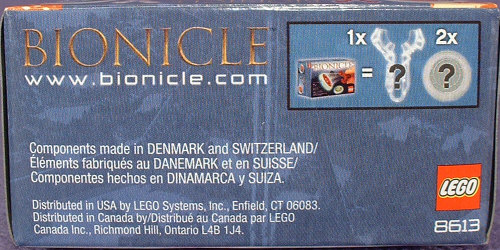 BIONICLE
www.bionicle.com
1x 2x
= ? ?
Components made in DENMARK and SWITZERLAND/
Éléments fabriqués au DANEMARK et en SUISSE/
Componentes hechos en DINAMARCA y SUIZA.
Distributed in USA by LEGO Systems, Inc., Enfield, CT 06083.
Distributed in Canada by/Distribué au Canada par LEGO
Canada Inc., Richmond Hill, Ontario L4B 1J4.
LEGO
8613